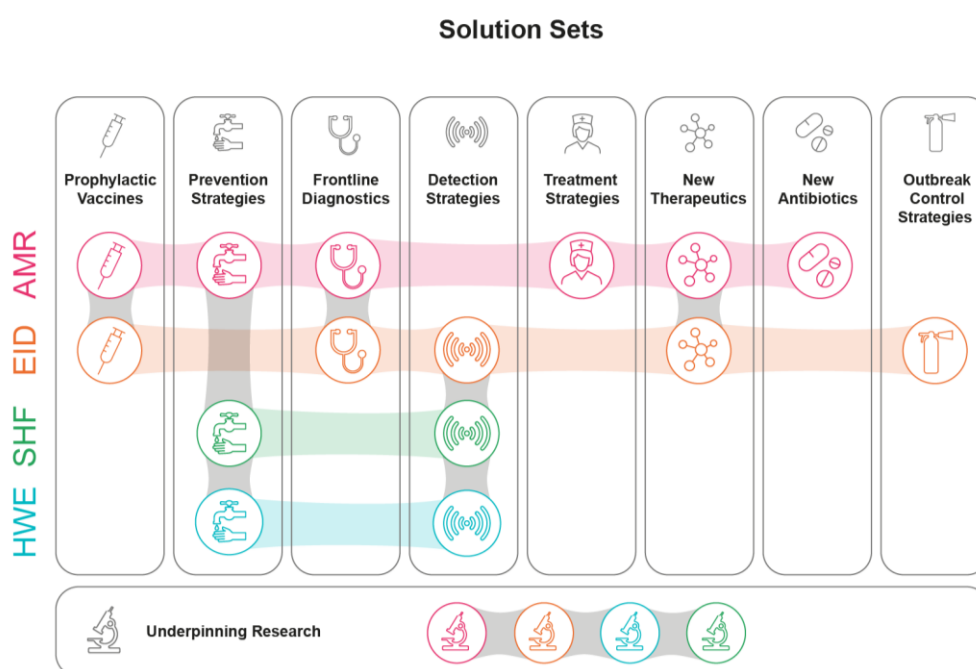 Solution Sets
Prophylactic
Vaccines
Prevention
Strategies
Frontline
Diagnostics
Detection
Strategies
Treatment
Strategies
New
Therapeutics
New
Antibiotics
Outbreak
Control
Strategies
AMR
EID
SHF
HWE
Underpinning Research